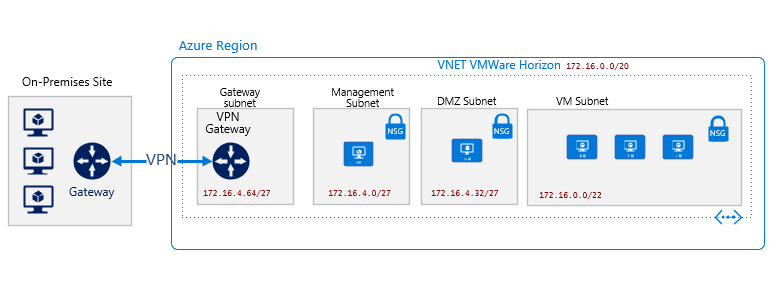 Azure Region
VNET VMWare Horizon 172.16.0.0/20
On-Premises Site
Gateway
VPN
Gateway
subnet
VPN
Gateway
172.16.4.64/27
Management
Subnet
NSG
172.16.4.0/27
DMZ Subnet
NSG
172.16.4.32/27
VM Subnet
NSG
172.16.0.0/22